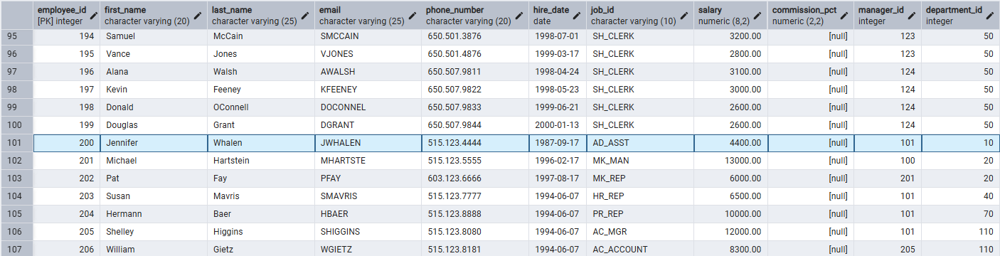 employee_id first_name last_name email phone_number hire_date job_id salary commission_pct manager_id department_id
[PK] integer character varying (20) character varying (25) character varying (25) character varying (20) date character varying (10) numeric (8,2) numeric (2,2) integer integer
95 194 Samuel McCain SMCCAIN 650.501.3876 1998-07-01 SH_CLERK 3200.00 [null] 123 50
96 195 Vance Jones VJONES 650.501.4876 1999-03-17 SH_CLERK 2800.00 [null] 123 50
97 196 Alana Walsh AWALSH 650.507.9811 1998-04-24 SH_CLERK 3100.00 [null] 124 50
98 197 Kevin Feeney KFEENEY 650.507.9822 1998-05-23 SH_CLERK 3000.00 [null] 124 50
99 198 Donald OConnell DOCONNEL 650.507.9833 1999-06-21 SH_CLERK 2600.00 [null] 124 50
100 199 Douglas Grant DGRANT 650.507.9844 2000-01-13 SH_CLERK 2600.00 [null] 124 50
101 200 Jennifer Whalen JWHALEN 515.123.4444 1987-09-17 AD_ASST 4400.00 [null] 101 10
102 201 Michael Hartstein MHARTSTE 515.123.5555 1996-02-17 MK_MAN 13000.00 [null] 100 20
103 202 Pat Fay PFAY 603.123.6666 1997-08-17 MK_REP 6000.00 [null] 201 20
104 203 Susan Mavris SMAVRIS 515.123.7777 1994-06-07 HR_REP 6500.00 [null] 101 40
105 204 Hermann Baer HBAER 515.123.8888 1994-06-07 PR_REP 10000.00 [null] 101 70
106 205 Shelley Higgins SHIGGINS 515.123.8080 1994-06-07 AC_MGR 12000.00 [null] 101 110
107 206 William Gietz WGIETZ 515.123.8181 1994-06-07 AC_ACCOUNT 8300.00 [null] 205 110